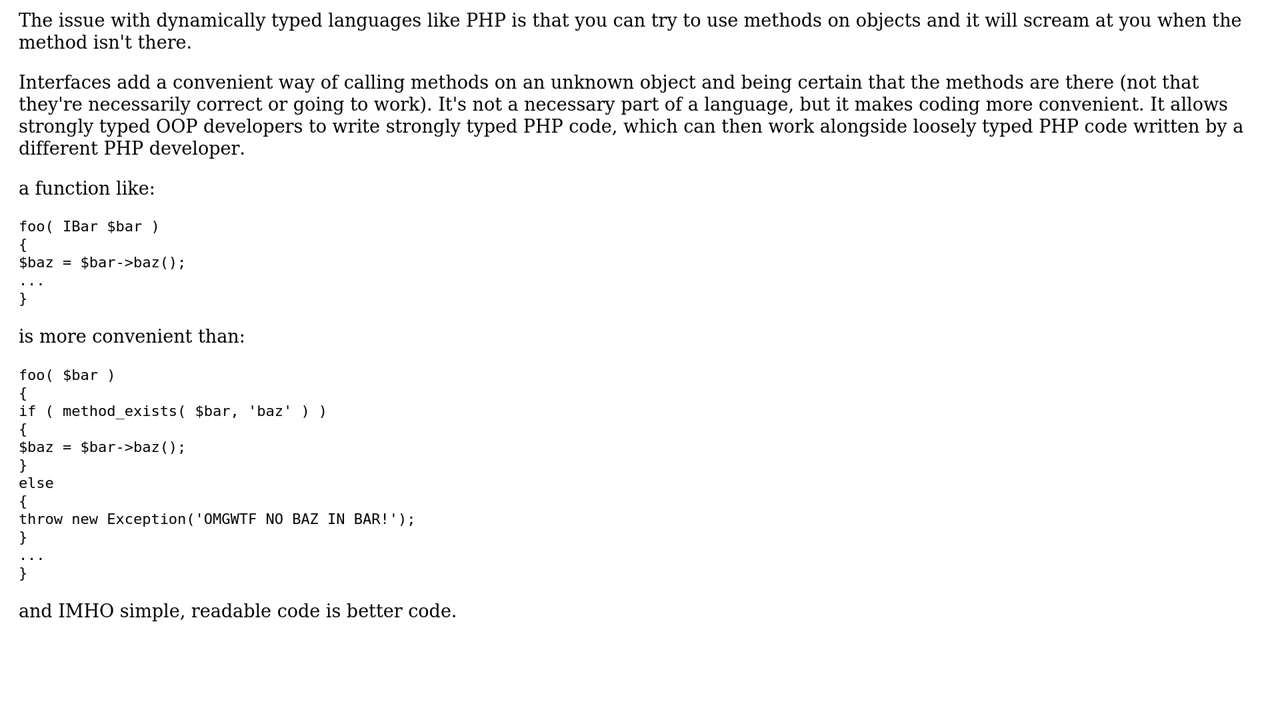 The issue with dynamically typed languages like PHP is that you can try to use methods on objects and it will scream at you when the
method isn't there.
Interfaces add a convenient way of calling methods on an unknown object and being certain that the methods are there (not that
they're necessarily correct or going to work). It's not a necessary part of a language, but it makes coding more convenient. It allows
strongly typed OOP developers to write strongly typed PHP code, which can then work alongside loosely typed PHP code written by a
different PHP developer.
a function like:
foo( IBar $bar )
{
$baz = $bar->baz();
...
}
is more convenient than:
foo( $bar )
{
if ( method_exists( $bar, 'baz' ) )
{
$baz = $bar->baz();
}
else
{
throw new Exception('OMGWTF NO BAZ IN BAR!');
}
...
}
and IMHO simple, readable code is better code.